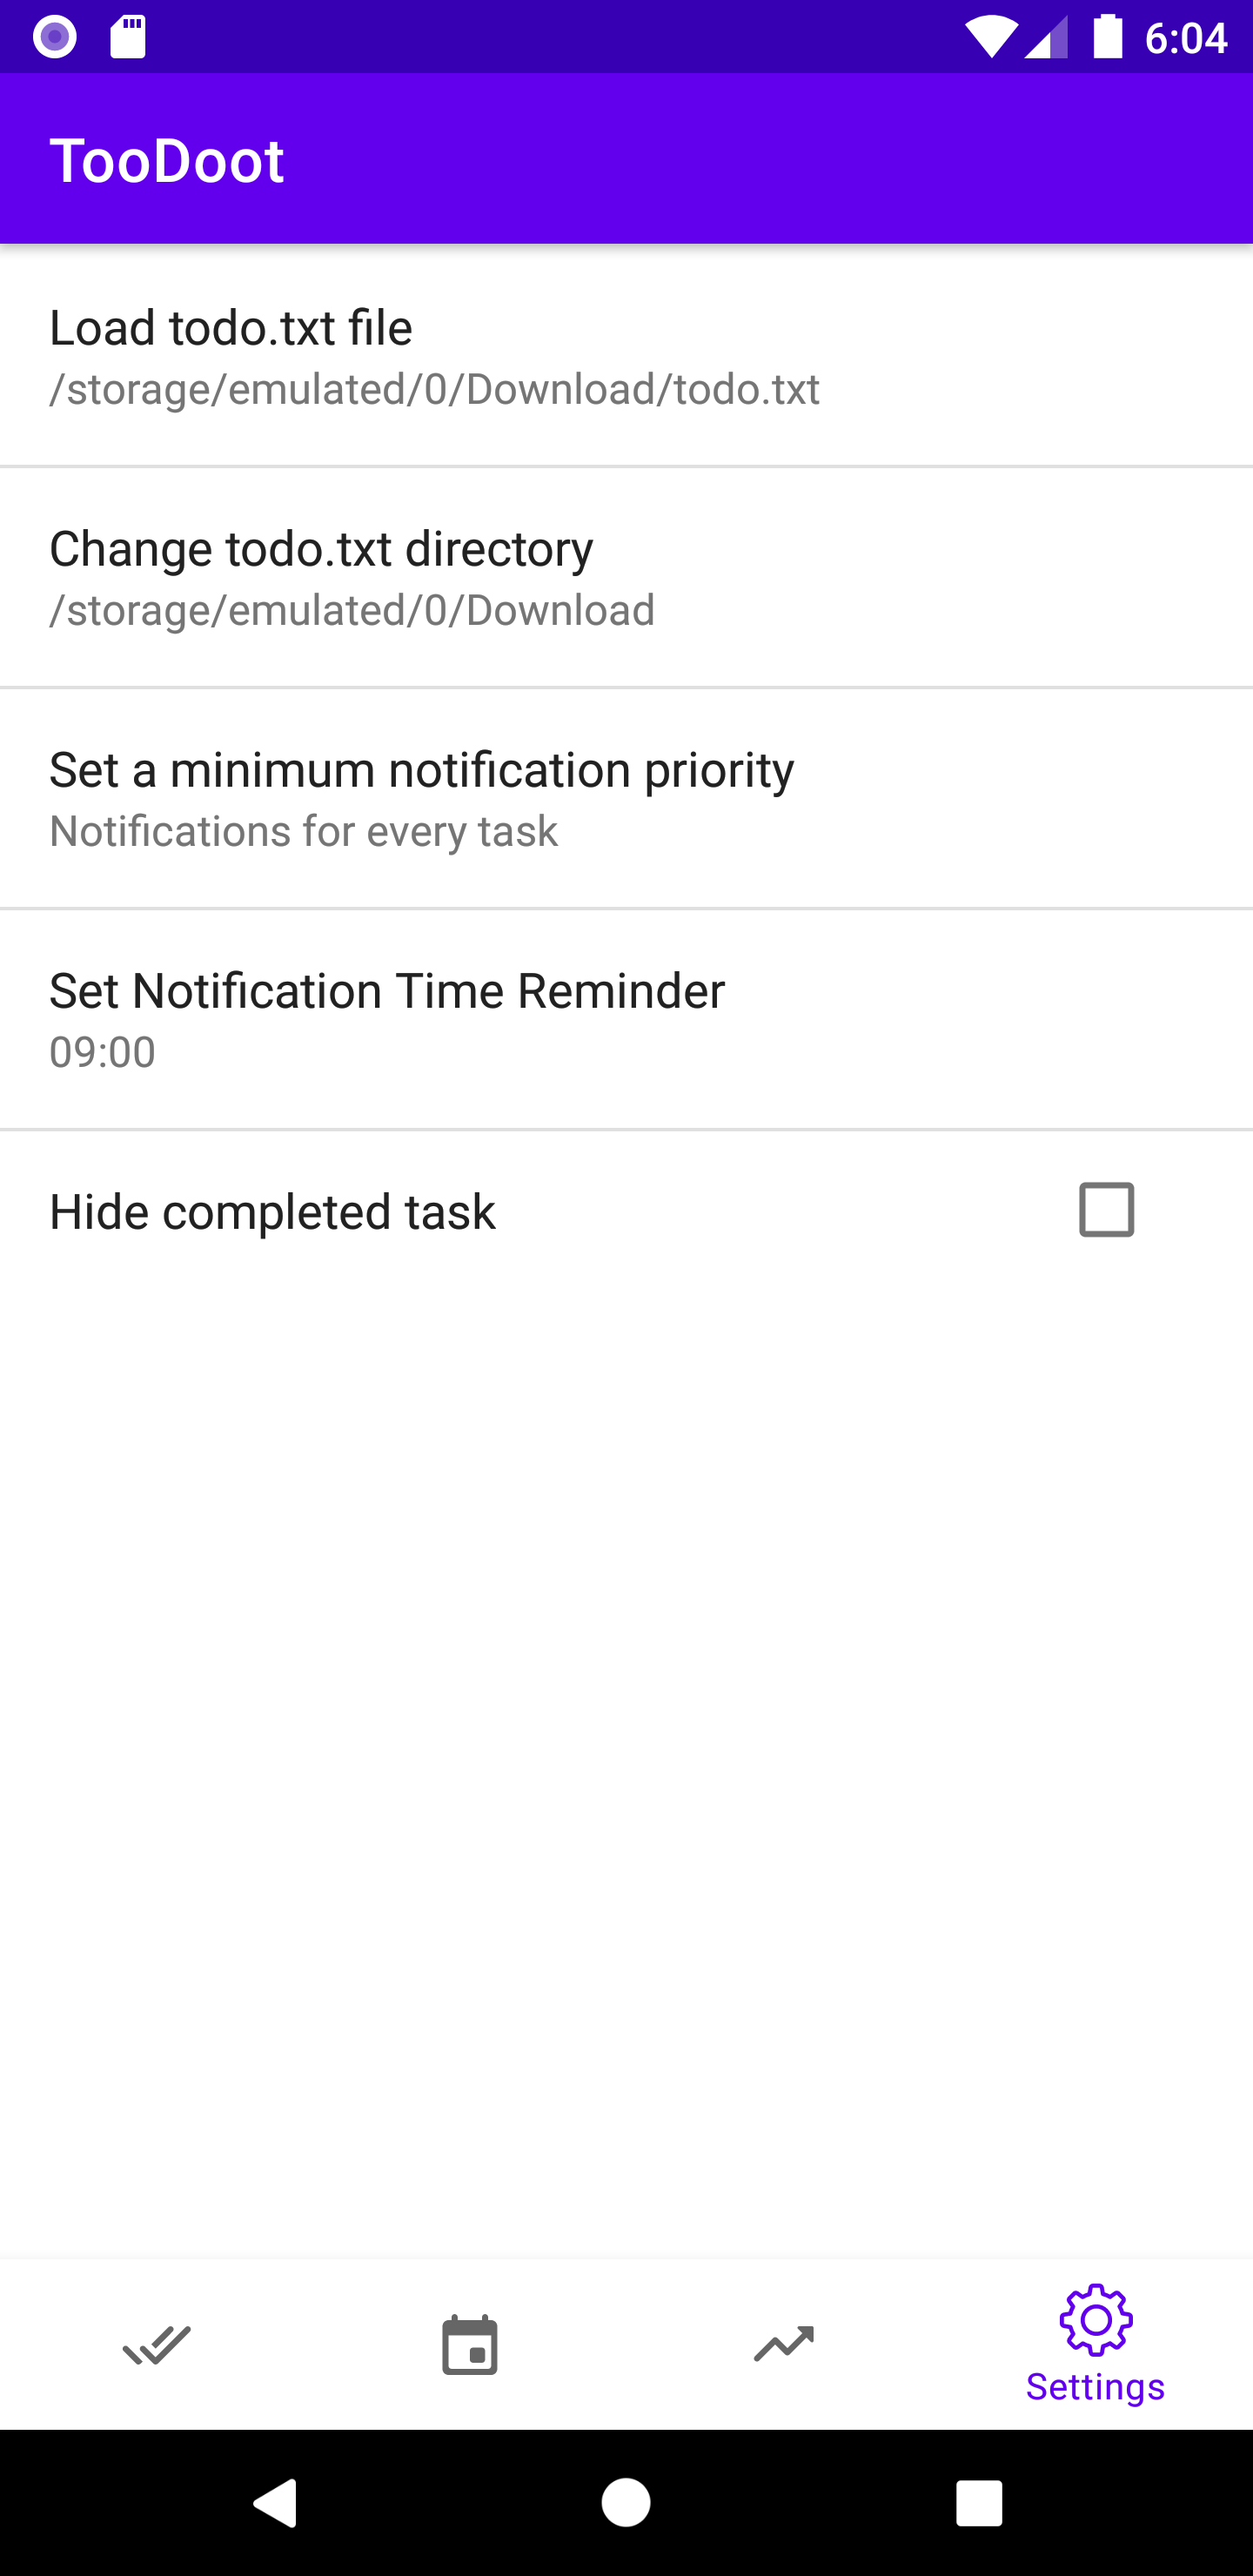 6:04
TooDoot
Load todo.txt file
/storage/emulated/0/Download/todo.txt
Change todo.txt directory
/storage/emulated/0/Download
Set a minimum notification priority
Notifications for every task
Set Notification Time Reminder
09:00
Hide completed task
Settings